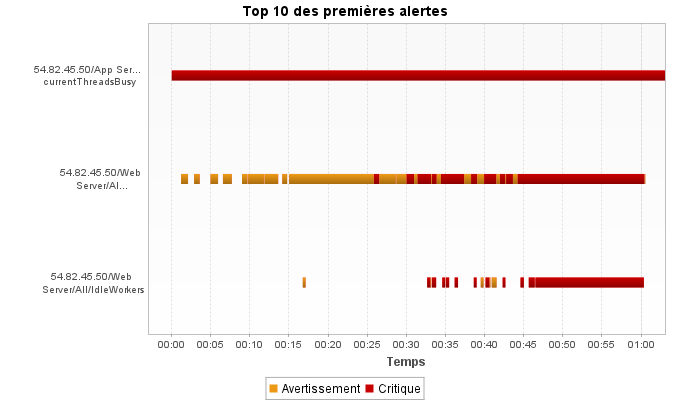 Top 10 des premières alertes
54.82.45.50/App Ser...
currentThreadsBusy
54.82.45.50/Web
Server/Al...
54.82.45.50/Web
Server/All/IdleWorkers
00:00 00:05 00:10 00:15 00:20 00:25 00:30 00:35 00:40 00:45 00:50 00:55 01:00
Temps
Avertissement Critique